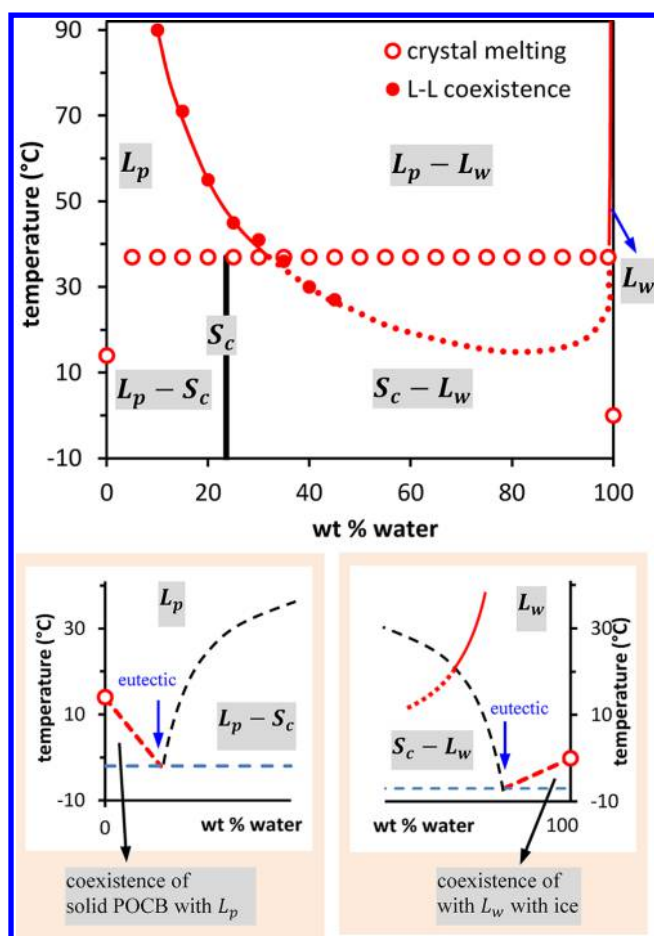 90
70
50
30
10
-10
temperature (°C)
crystal melting
L-L coexistence
Lp
Lp − Lw
Lw
Sc
Lp − Sc
Sc − Lw
0 20 40 60 80 100
wt % water
Lp
30
10
-10
temperature (°C)
eutectic
Lp − Sc
0
wt % water
coexistence of
solid POCB with Lp
Lw
30
10
-10
temperature (°C)
eutectic
Sc − Lw
wt % water 100
coexistence of
with Lw with ice